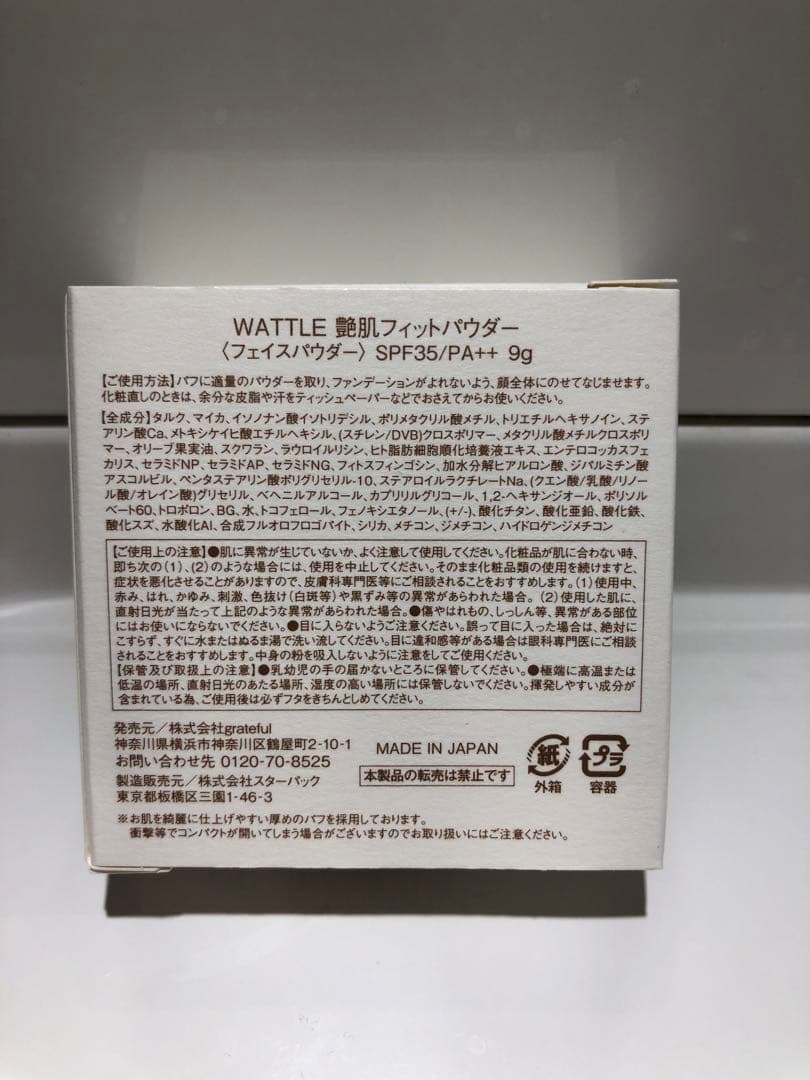 WATTLE 艶肌フィットパウダー
〈フェイスパウダー〉 SPF35/PA++ 9g
【ご使用方法】パフに適量のパウダーを取り、ファンデーションがよれないよう、顔全体にのせてなじませます。
化粧直しのときは、余分な皮脂や汗をティッシュペーパーなどでおさえてからお使いください。
【全成分】タルク、マイカ、イソノナン酸イソトリデシル、ポリメタクリル酸メチル、トリエチルヘキサノイン、ステ
アリン酸Ca、メトキシケイヒ酸エチルヘキシル、(スチレン/DVB)クロスポリマー、メタクリル酸メチルクロスポリ
マー、オリーブ果実油、スクワラン、ラウロイルリシン、ヒト脂肪細胞順化培養液エキス、エンテロコッカスフェ
カリス、セラミドNP、セラミドAP、セラミドNG、フィトスフィンゴシン、加水分解ヒアルロン酸、ジパルミチン酸
アスコルビル、ペンタステアリン酸ポリグリセリル-10、ステアロイルラクチレートNa、(クエン酸/乳酸/リノー
ル酸/オレイン酸)グリセリル、ベヘニルアルコール、カプリリルグリコール、1,2-ヘキサンジオール、ポリソル
ベート60、トロポロン、BG、水、トコフェロール、フェノキシエタノール、(+/-)、酸化チタン、酸化亜鉛、酸化鉄、
酸化スズ、水酸化Al、合成フルオロフロゴパイト、シリカ、メチコン、ジメチコン、ハイドロゲンジメチコン
【ご使用上の注意】●肌に異常が生じていないか、よく注意して使用してください。化粧品が肌に合わない時、
即ち次の(1)、(2)のような場合には、使用を中止してください。そのまま化粧品類の使用を続けますと、
症状を悪化させることがありますので、皮膚科専門医等にご相談されることをおすすめします。(1)使用中、
赤み、はれ、かゆみ、刺激、色抜け(白斑等)や黒ずみ等の異常があらわれた場合。(2)使用した肌に、
直射日光が当たって上記のような異常があらわれた場合。●傷やはれもの、しっしん等、異常がある部位
にはお使いにならないでください。●目に入らないようご注意ください。誤って目に入った場合は、絶対に
こすらず、すぐに水またはぬるま湯で洗い流してください。目に違和感等がある場合は眼科専門医にご相談
されることをおすすめします。中身の粉を吸入しないように注意をしてご使用ください。
【保管及び取扱上の注意】●乳幼児の手の届かないところに保管してください。●極端に高温または
低温の場所、直射日光のあたる場所、湿度の高い場所には保管しないでください。揮発しやすい成分が
含まれている為、ご使用後は必ずフタをきちんとしめてください。
発売元/株式会社grateful
神奈川県横浜市神奈川区鶴屋町2-10-1
お問い合わせ先 0120-70-8525
製造販売元/株式会社スターパック
東京都板橋区三園1-46-3
MADE IN JAPAN
本製品の転売は禁止です
紙
外箱
プラ
容器
※お肌を綺麗に仕上げやすい厚めのパフを採用しております。
衝撃等でコンパクトが開いてしまう場合がございますのでお取り扱いにはご注意ください。